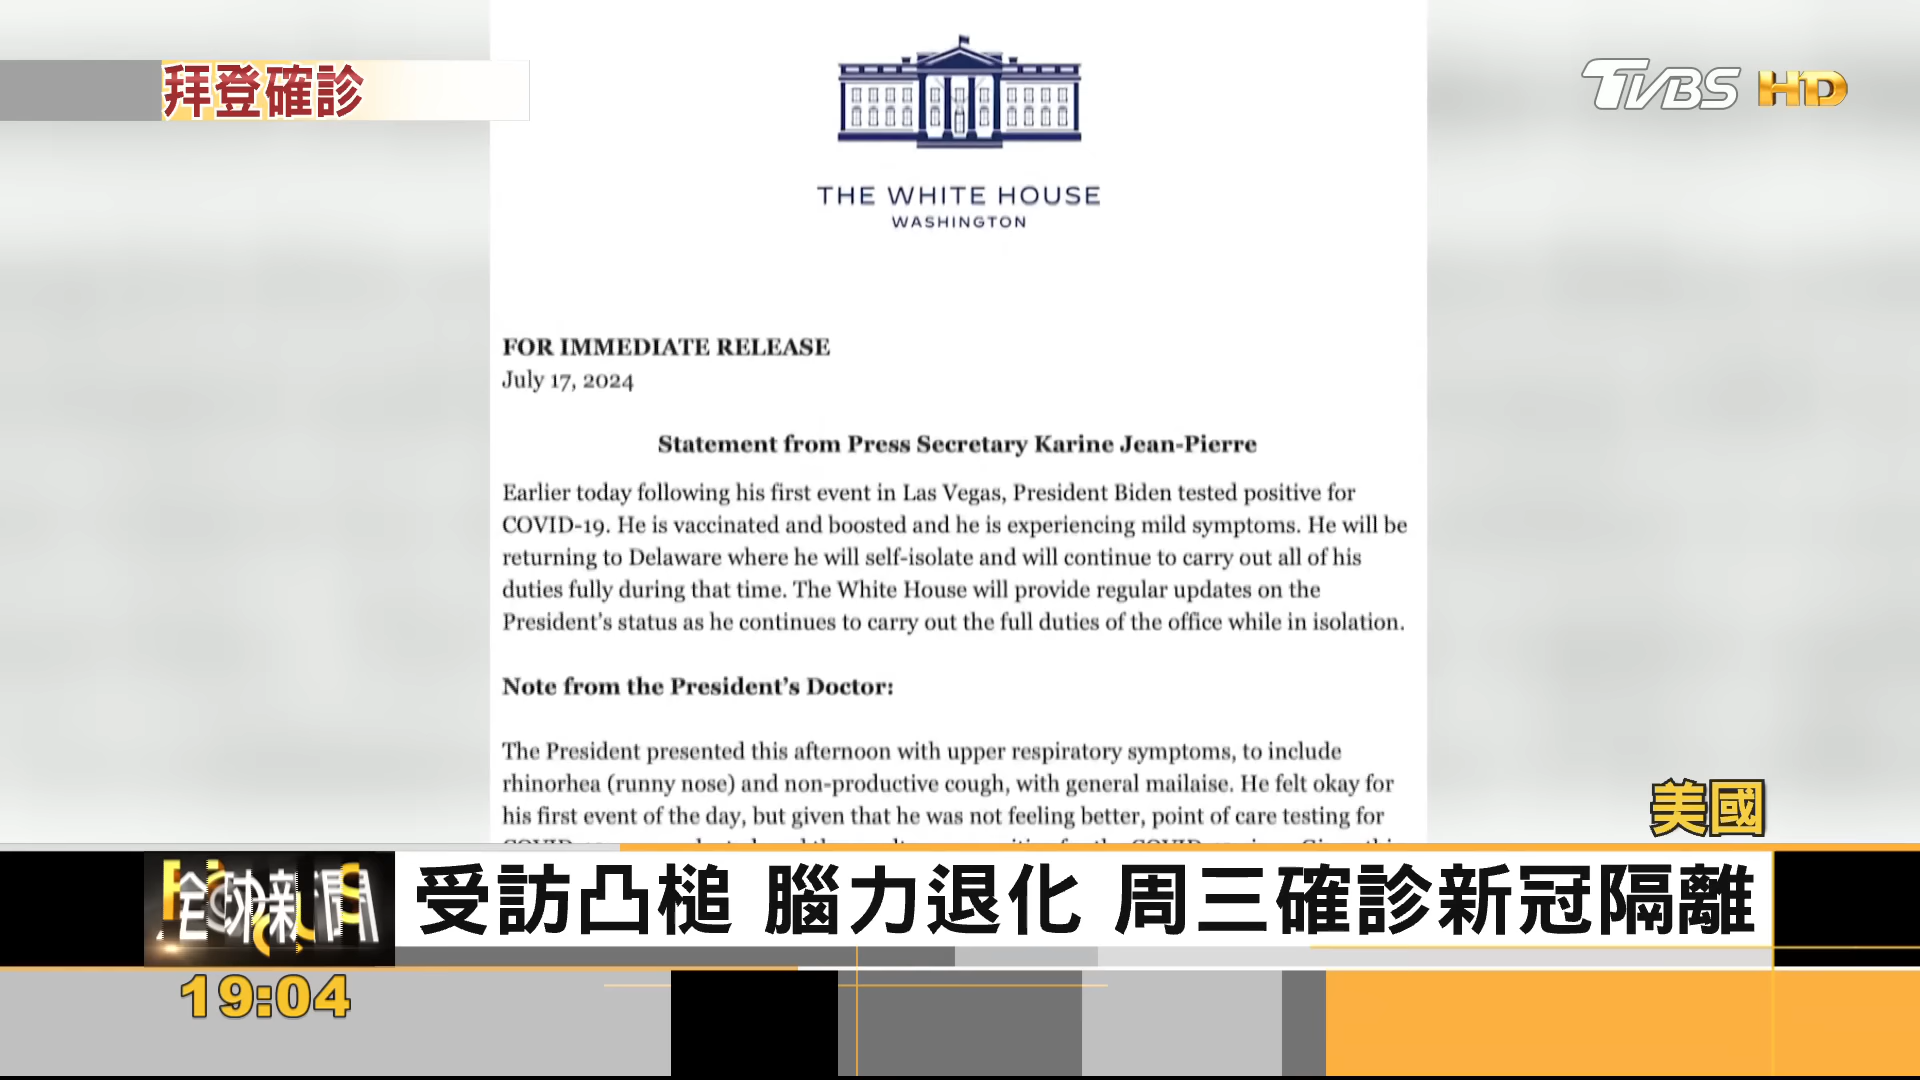 拜登確診
TVBS HD
THE WHITE HOUSE
WASHINGTON
FOR IMMEDIATE RELEASE
July 17, 2024
Statement from Press Secretary Karine Jean-Pierre
Earlier today following his first event in Las Vegas, President Biden tested positive for
COVID-19. He is vaccinated and boosted and he is experiencing mild symptoms. He will be
returning to Delaware where he will self-isolate and will continue to carry out all of his
duties fully during that time. The White House will provide regular updates on the
President's status as he continues to carry out the full duties of the office while in isolation.
Note from the President's Doctor:
The President presented this afternoon with upper respiratory symptoms, to include
rhinorhea (runny nose) and non-productive cough, with general mailaise. He felt okay for
his first event of the day, but given that he was not feeling better, point of care testing for
美國
全球新聞
受訪凸槌 腦力退化 周三確診新冠隔離
19:04